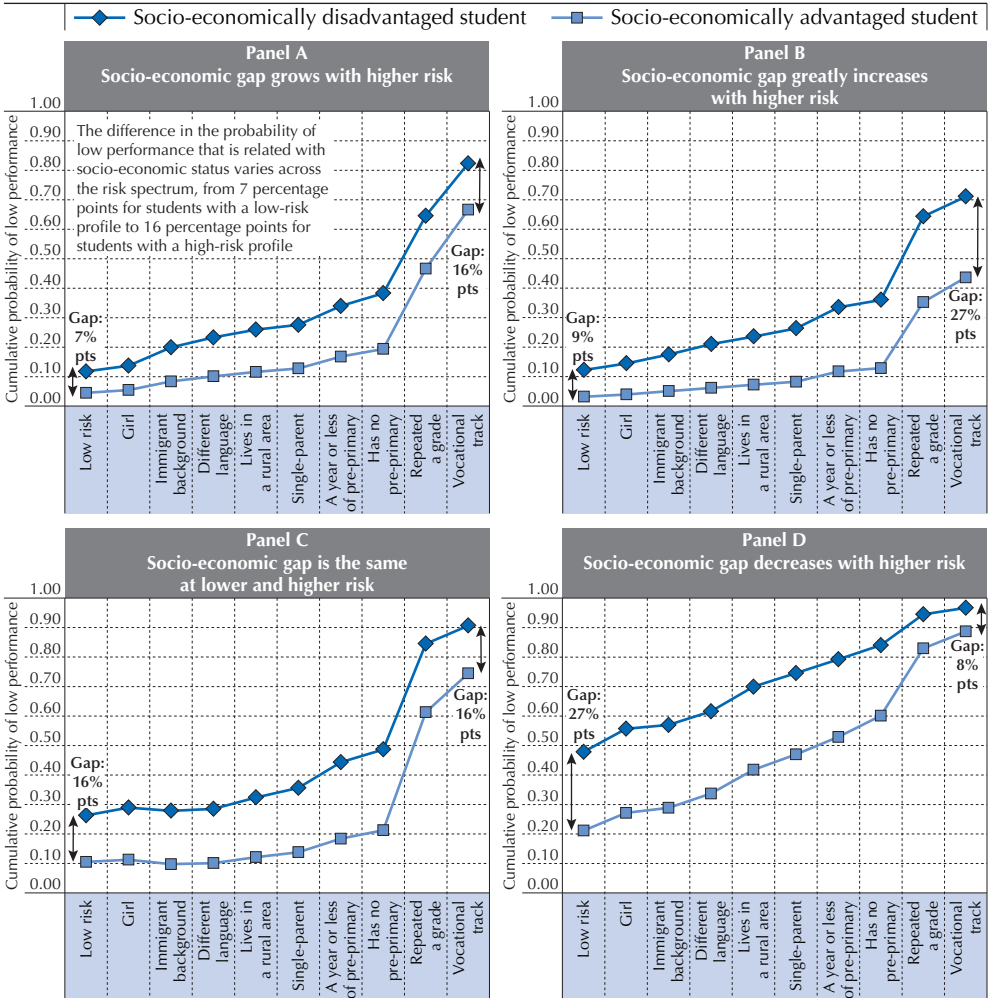 Socio-economically disadvantaged student
Socio-economically advantaged student
Panel A
Socio-economic gap grows with higher risk
Cumulative probability of low performance
1.00
0.90
0.80
0.70
0.60
0.50
0.40
0.30
0.20
0.10
0.00
The difference in the probability of
low performance that is related with
socio-economic status varies across
the risk spectrum, from 7 percentage
points for students with a low-risk
profile to 16 percentage points for
students with a high-risk profile
Gap:
7%
pts
Gap:
16%
pts
Low risk
Girl
Immigrant
background
Different
language
Lives in
a rural area
Single-parent
A year or less
of pre-primary
Has no
pre-primary
Repeated
a grade
Vocational
track
Panel B
Socio-economic gap greatly increases
with higher risk
Cumulative probability of low performance
1.00
0.90
0.80
0.70
0.60
0.50
0.40
0.30
0.20
0.10
0.00
Gap:
9%
pts
Gap:
27%
pts
Low risk
Girl
Immigrant
background
Different
language
Lives in
a rural area
Single-parent
A year or less
of pre-primary
Has no
pre-primary
Repeated
a grade
Vocational
track
Panel C
Socio-economic gap is the same
at lower and higher risk
Cumulative probability of low performance
1.00
0.90
0.80
0.70
0.60
0.50
0.40
0.30
0.20
0.10
0.00
Gap:
16%
pts
Gap:
16%
pts
Low risk
Girl
Immigrant
background
Different
language
Lives in
a rural area
Single-parent
A year or less
of pre-primary
Has no
pre-primary
Repeated
a grade
Vocational
track
Panel D
Socio-economic gap decreases with higher risk
Cumulative probability of low performance
1.00
0.90
0.80
0.70
0.60
0.50
0.40
0.30
0.20
0.10
0.00
Gap:
27%
pts
Gap:
8%
pts
Low risk
Girl
Immigrant
background
Different
language
Lives in
a rural area
Single-parent
A year or less
of pre-primary
Has no
pre-primary
Repeated
a grade
Vocational
track